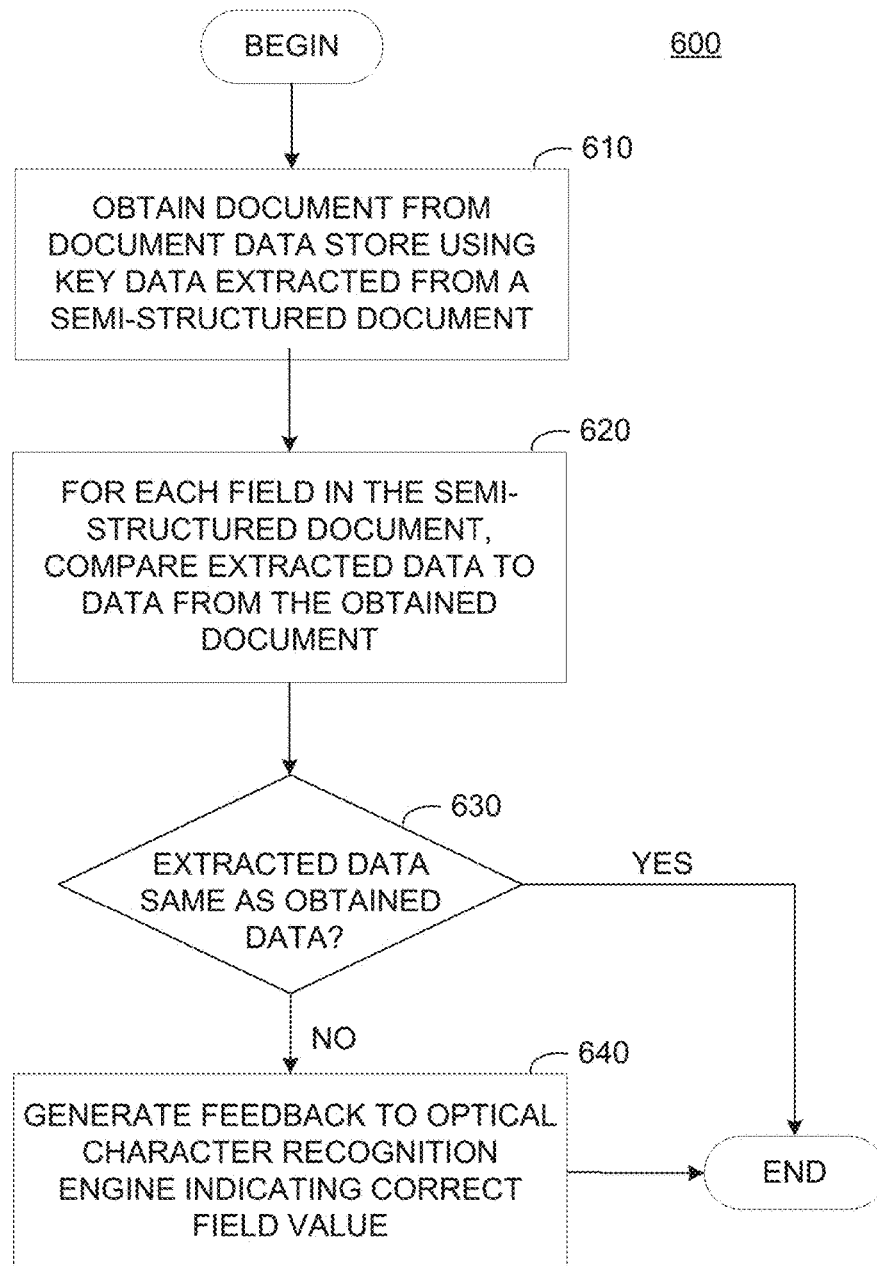 BEGIN
600
610
OBTAIN DOCUMENT FROM
DOCUMENT DATA STORE USING
KEY DATA EXTRACTED FROM A
SEMI-STRUCTURED DOCUMENT
620
FOR EACH FIELD IN THE SEMI-
STRUCTURED DOCUMENT,
COMPARE EXTRACTED DATA TO
DATA FROM THE OBTAINED
DOCUMENT
630
EXTRACTED DATA
SAME AS OBTAINED
DATA?
YES
NO
640
GENERATE FEEDBACK TO OPTICAL
CHARACTER RECOGNITION
ENGINE INDICATING CORRECT
FIELD VALUE
END